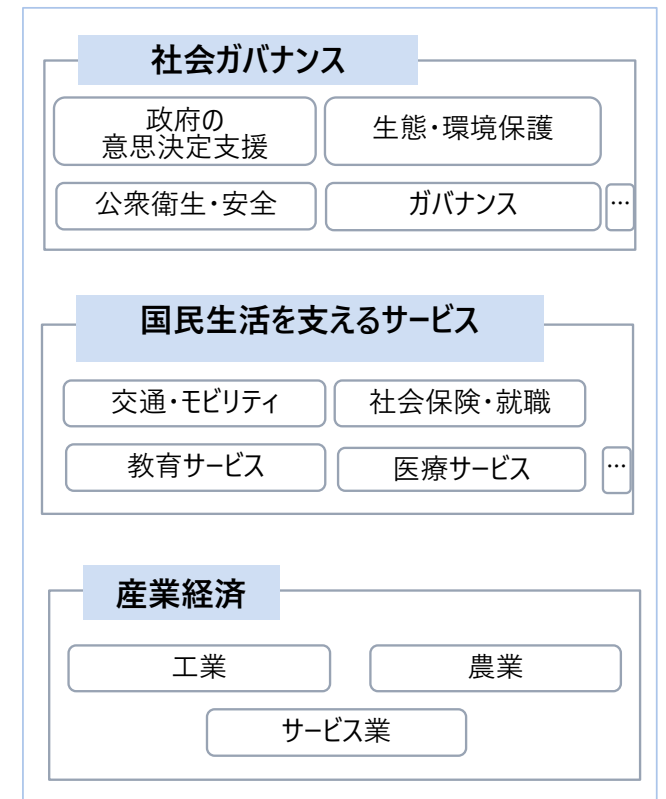 社会ガバナンス
政府の
意思決定支援
生態・環境保護
公衆衛生・安全
ガバナンス
…
国民生活を支えるサービス
交通・モビリティ
社会保険・就職
教育サービス
医療サービス
…
産業経済
工業
農業
サービス業